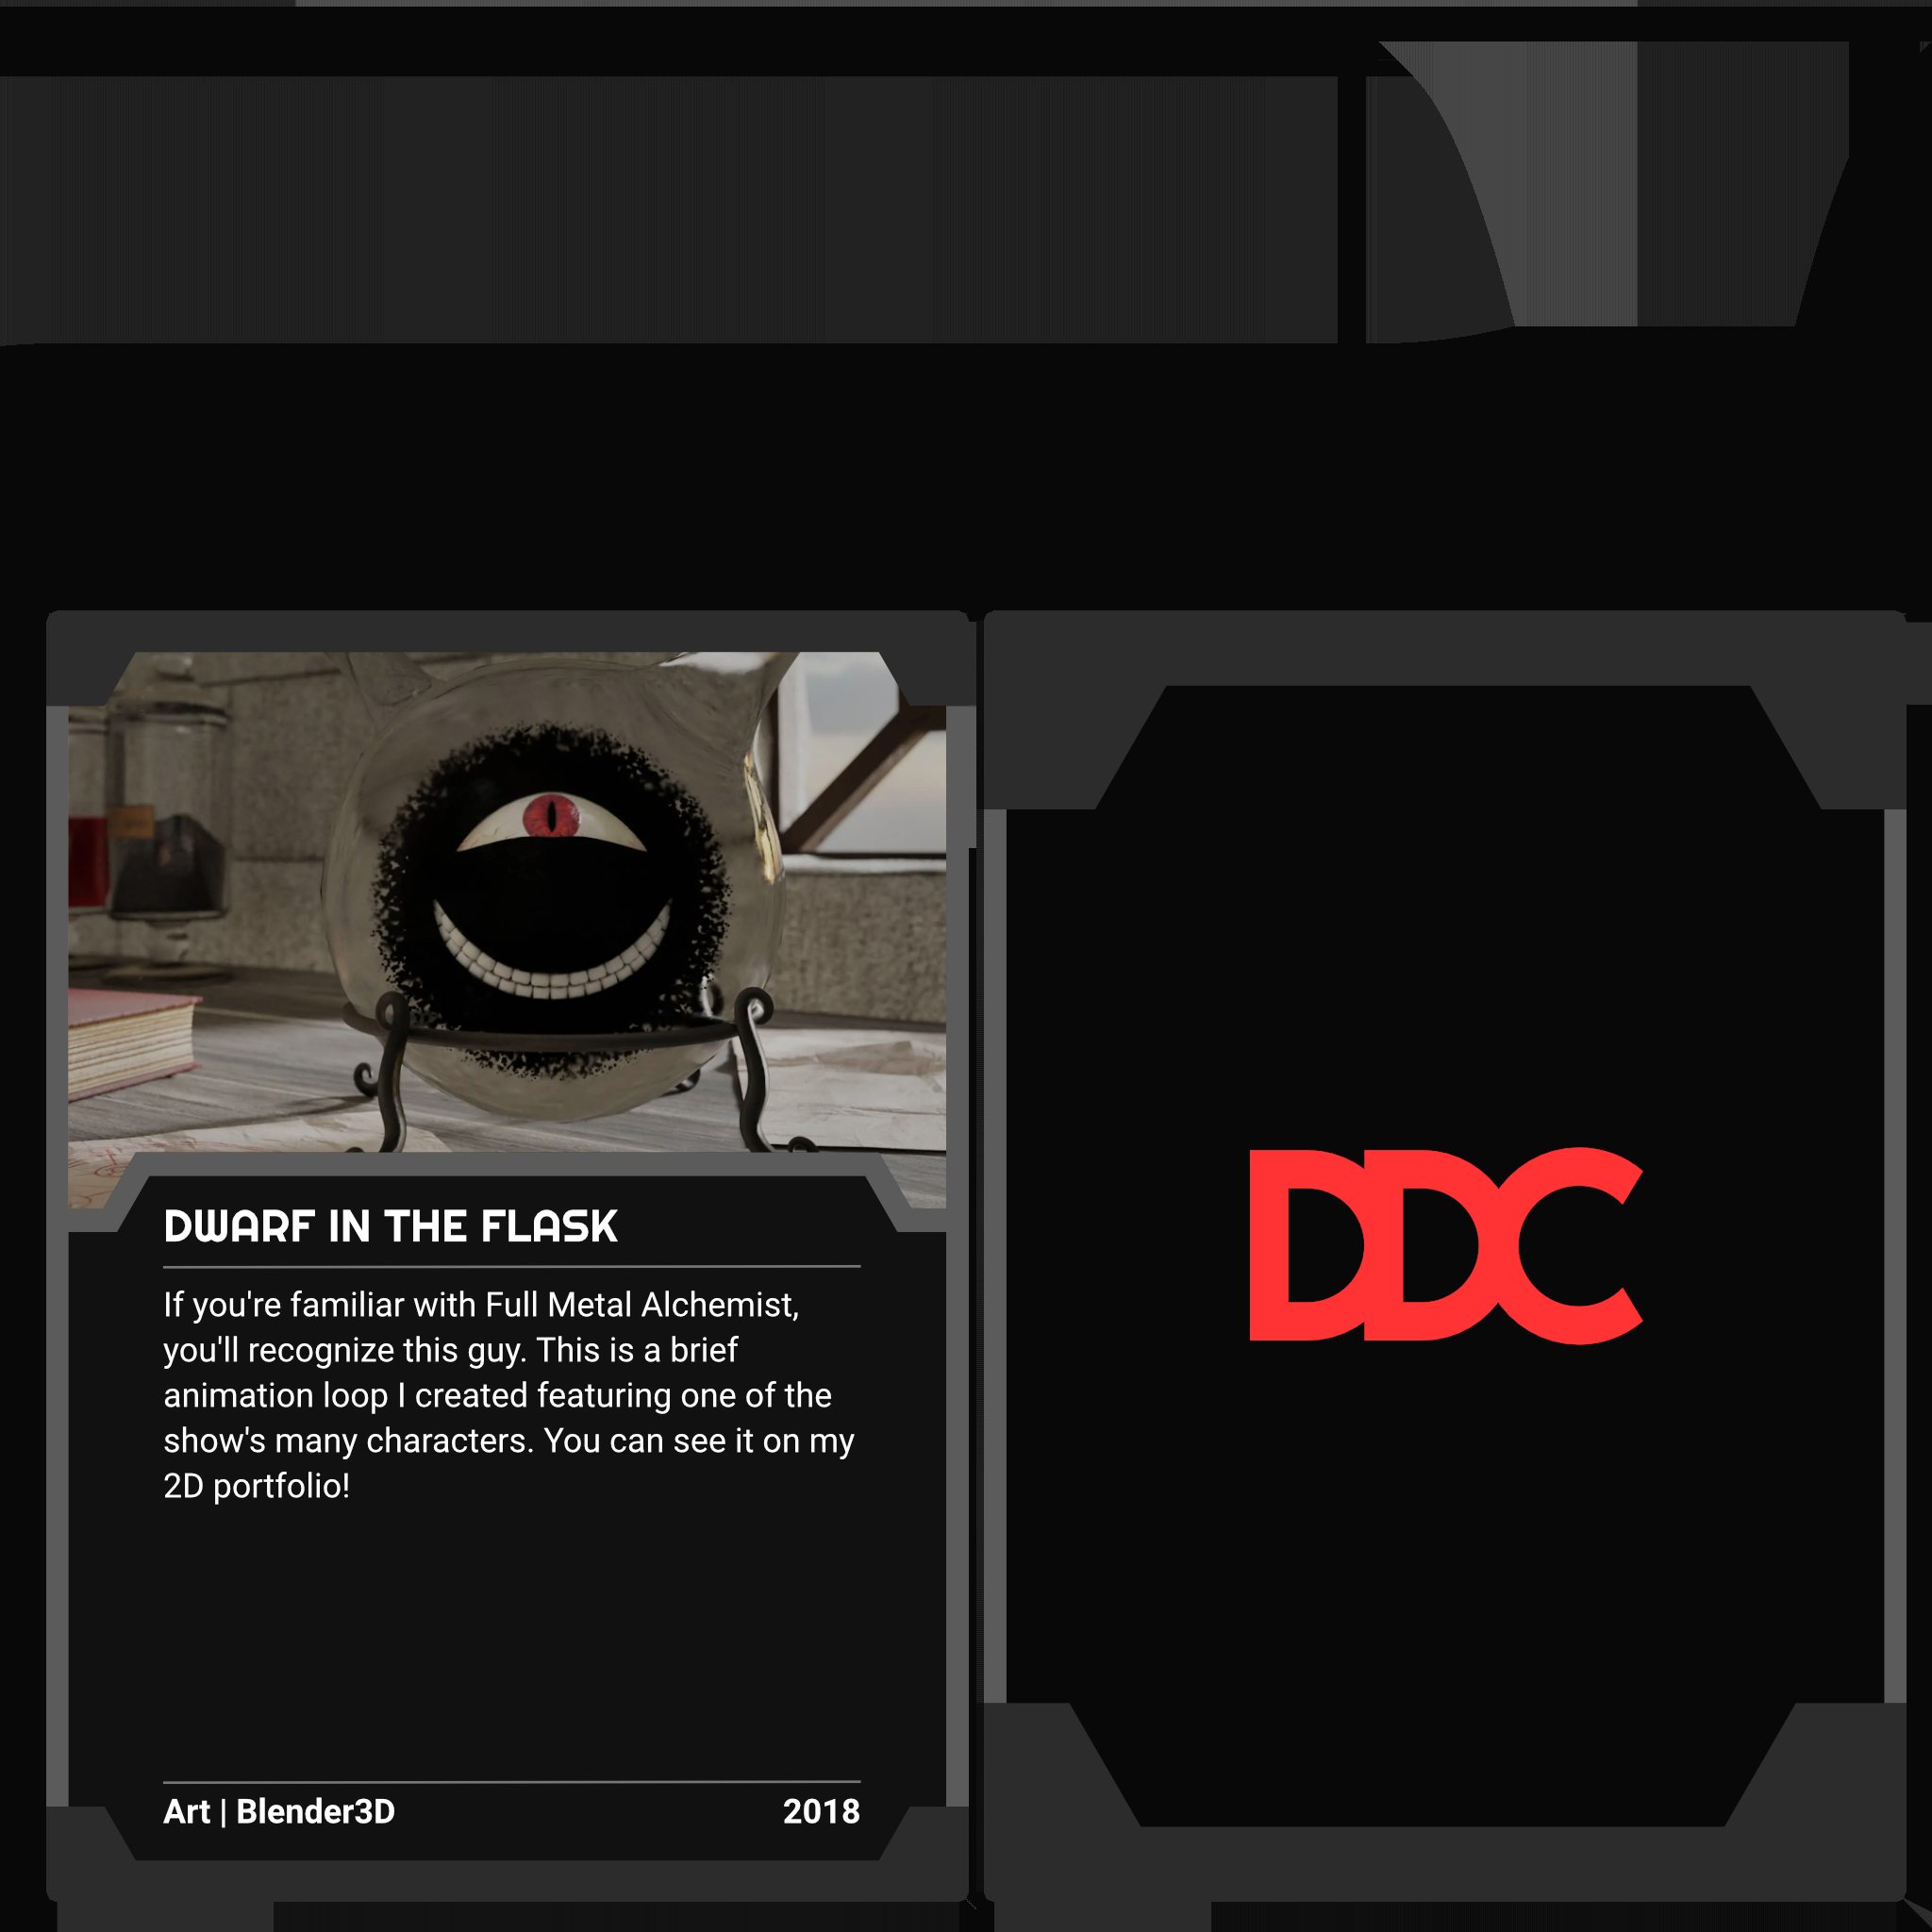 DWARF IN THE FLASK
If you're familiar with Full Metal Alchemist,
you'll recognize this guy. This is a brief
animation loop I created featuring one of the
show's many characters. You can see it on my
2D portfolio!
Art | Blender3D 2018
DDC